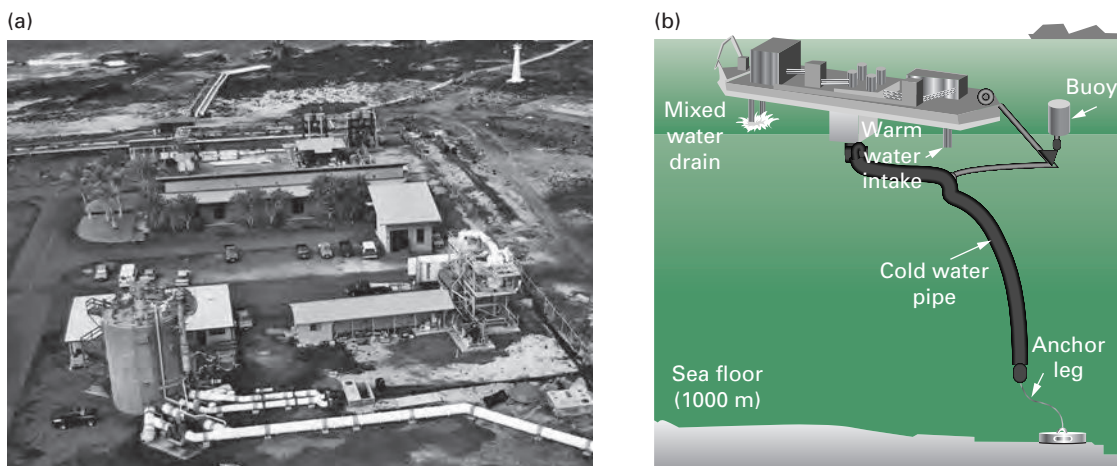 (a)
(b)
Mixed
water
drain
Warm
water
intake
Buoy
Cold water
pipe
Anchor
leg
Sea floor
(1000 m)